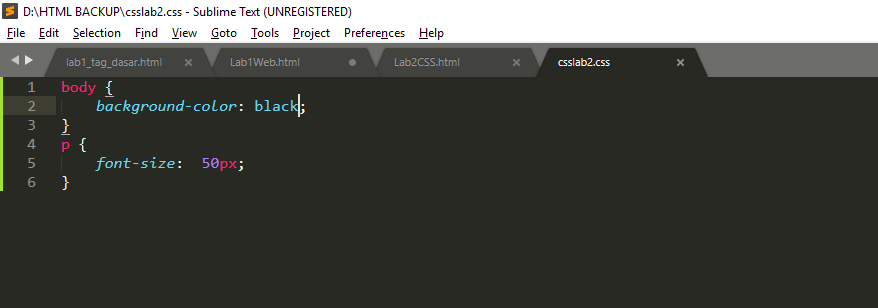 D:\HTML BACKUP\csslab2.css - Sublime Text (UNREGISTERED)
File Edit Selection Find View Goto Tools Project Preferences Help
lab1_tag_dasar.html Lab1Web.html Lab2CSS.html csslab2.css
1 body {
2 background-color: black;
3 }
4 p {
5 font-size:  50px;
6 }